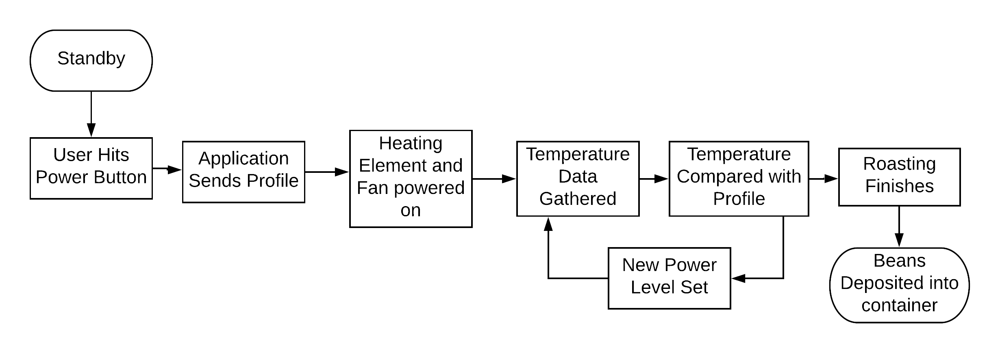 Standby
User Hits
Power Button
Application
Sends Profile
Heating
Element and
Fan powered
on
Temperature
Data
Gathered
Temperature
Compared with
Profile
Roasting
Finishes
New Power
Level Set
Beans
Deposited into
container